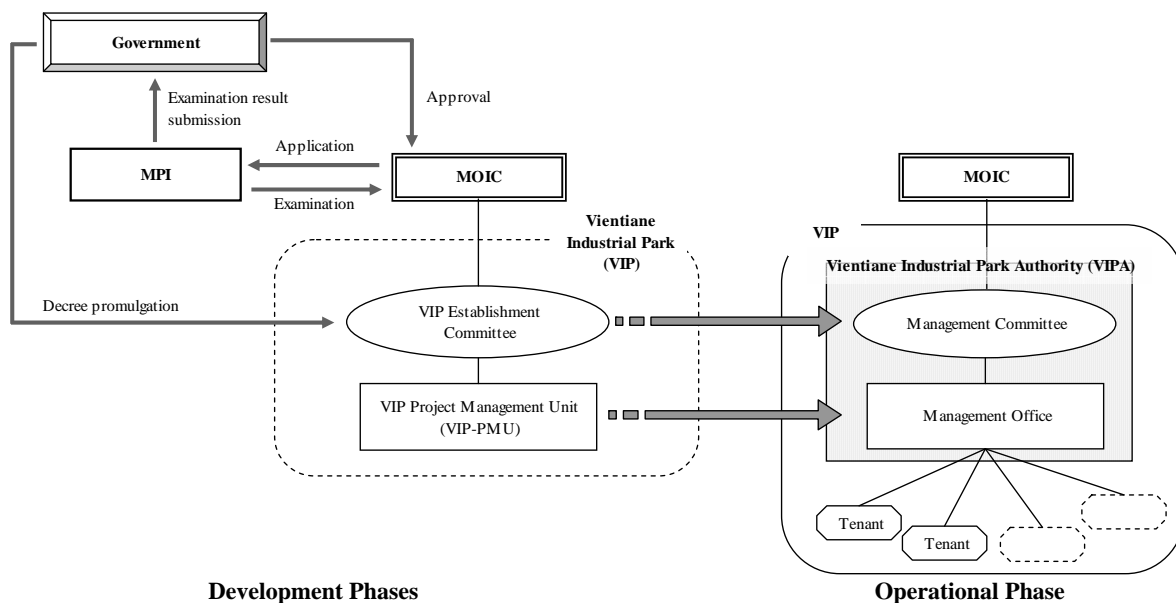 Government
Examination result
submission
Approval
Application
MPI
MOIC
Examination
Vientiane
Industrial Park
(VIP)
Decree promulgation
VIP Establishment
Committee
VIP Project Management Unit
(VIP-PMU)
MOIC
VIP
Vientiane Industrial Park Authority (VIPA)
Management Committee
Management Office
Tenant
Tenant
Development Phases
Operational Phase